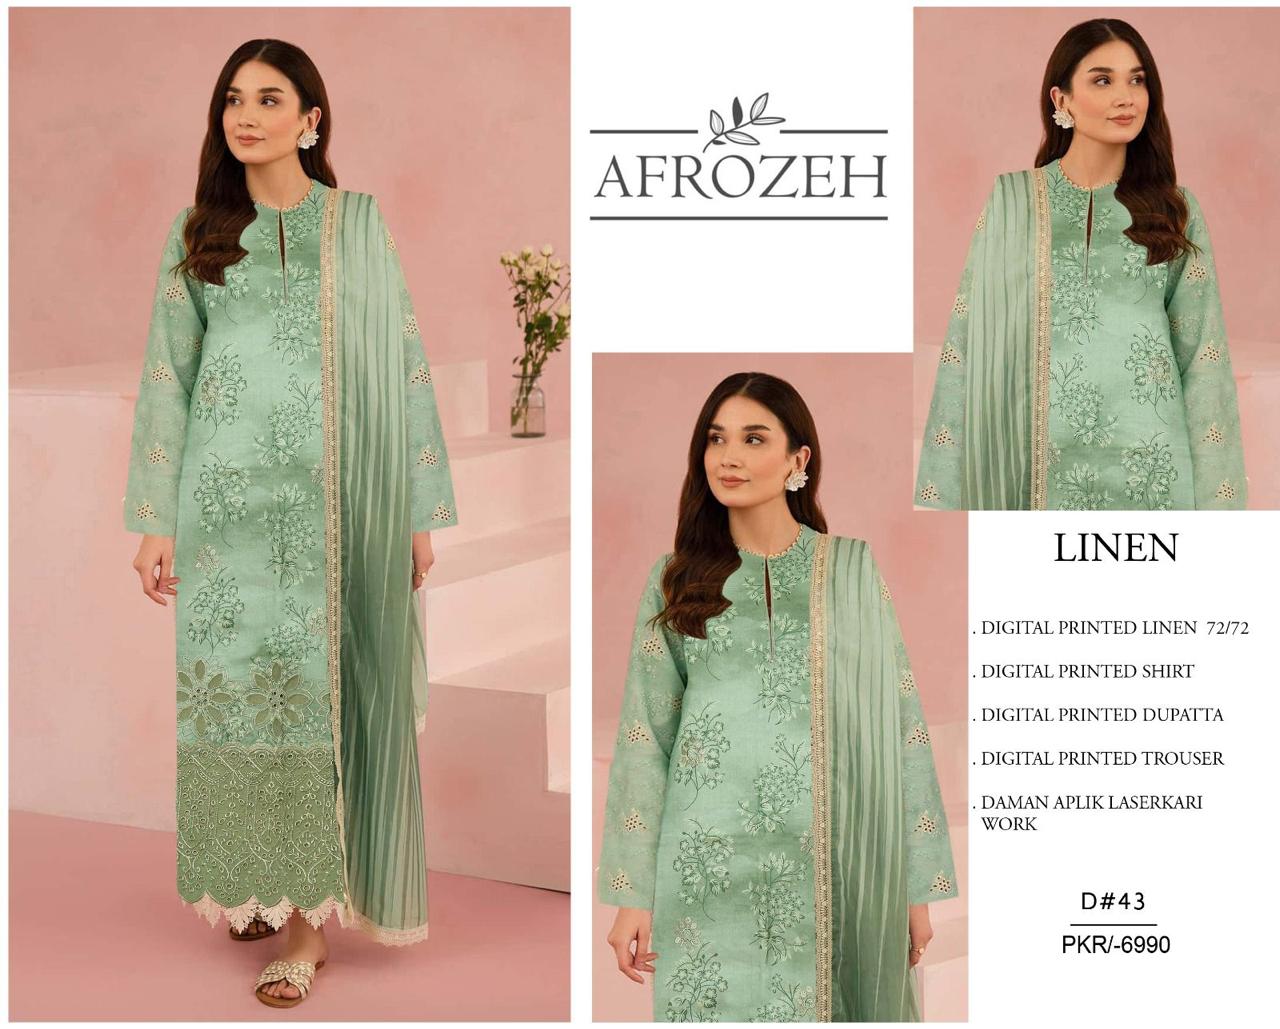 AFROZEH
LINEN
. DIGITAL PRINTED LINEN 72/72
. DIGITAL PRINTED SHIRT
. DIGITAL PRINTED DUPATTA
. DIGITAL PRINTED TROUSER
. DAMAN APLIK LASERKARI
WORK
D#43
PKR/-6990